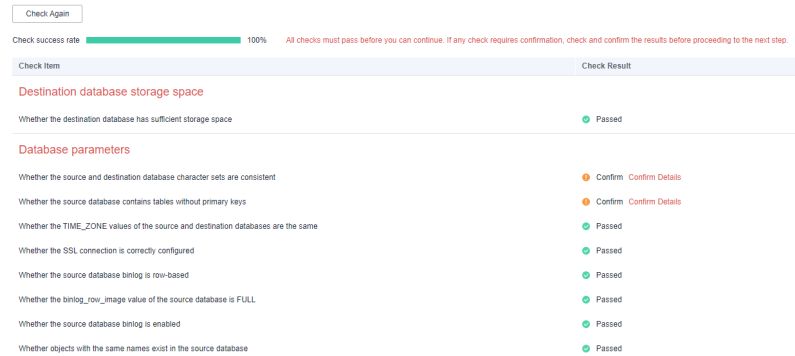 Check Again
Check success rate 100% All checks must pass before you can continue. If any check requires confirmation, check and confirm the results before proceeding to the next step.
Check Item Check Result
Destination database storage space
Whether the destination database has sufficient storage space Passed
Database parameters
Whether the source and destination database character sets are consistent Confirm Confirm Details
Whether the source database contains tables without primary keys Confirm Confirm Details
Whether the TIME_ZONE values of the source and destination databases are the same Passed
Whether the SSL connection is correctly configured Passed
Whether the source database binlog is row-based Passed
Whether the binlog_row_image value of the source database is FULL Passed
Whether the source database binlog is enabled Passed
Whether objects with the same names exist in the source database Passed